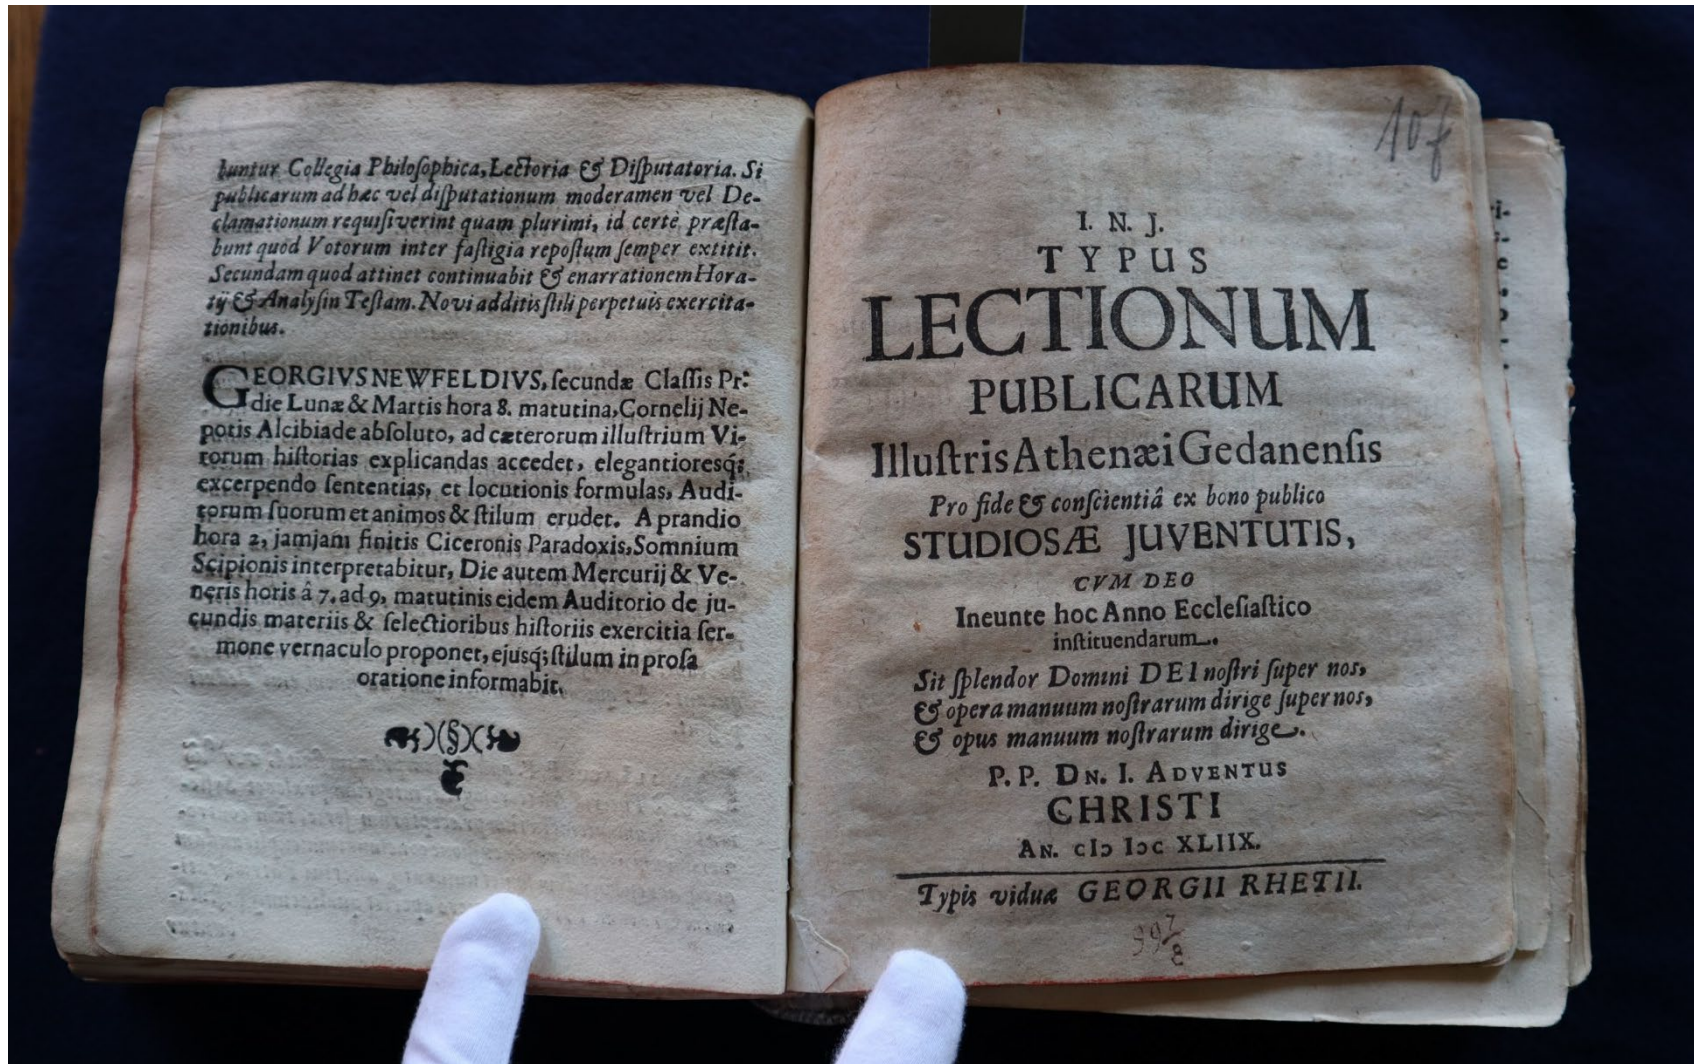 buntur Collegia Philoſophica, Lectoria & Diſputatoria. Si
publicarum ad hæc vel diſputationum moderamen vel De-
clamationum requiſiverint quam plurimi, id certè præſta-
bunt quod Votorum inter faſtigia repoſtum ſemper extitit.
Secundam quod attinet continuabit & enarrationem Hora-
tij & Analyſin Teſtam. Novi additis ſtili perpetuis exercita-
tionibus.
GEORGIVS NEWFELDIVS, ſecundæ Claſſis Pr:
die Lunæ & Martis hora 8. matutina, Cornelij Ne-
potis Alcibiade abſoluto, ad cæterorum illuſtrium Vi-
rorum hiſtorias explicandas accedet, elegantioresq;
excerpendo ſententias, et locutionis formulas, Audi-
torum ſuorum et animos & ſtilum erudet. A prandio
hora 2, jamjam finitis Ciceronis Paradoxis, Somnium
Scipionis interpretabitur, Die autem Mercurij & Ve-
neris horis â 7. ad 9, matutinis eidem Auditorio de ju-
cundis materiis & ſelectioribus hiſtoriis exercitia ſer-
mone vernaculo proponet, ejusq; ſtilum in proſa
oratione informabit.
)(§)(
10f
I. N. J.
TYPUS
LECTIONUM
PUBLICARUM
Illuſtris Athenæi Gedanenſis
Pro fide & conſcientiâ ex bono publico
STUDIOSÆ JUVENTUTIS,
CVM DEO
Ineunte hoc Anno Eccleſiaſtico
inſtituendarum.
Sit ſplendor Domini DEI noſtri ſuper nos,
& opera manuum noſtrarum dirige ſuper nos,
& opus manuum noſtrarum dirige.
P. P. DN. I. ADVENTUS
CHRISTI
AN. cIↄ Iↄc XLIIX.
Typis viduæ GEORGII RHETII.
99 7/8